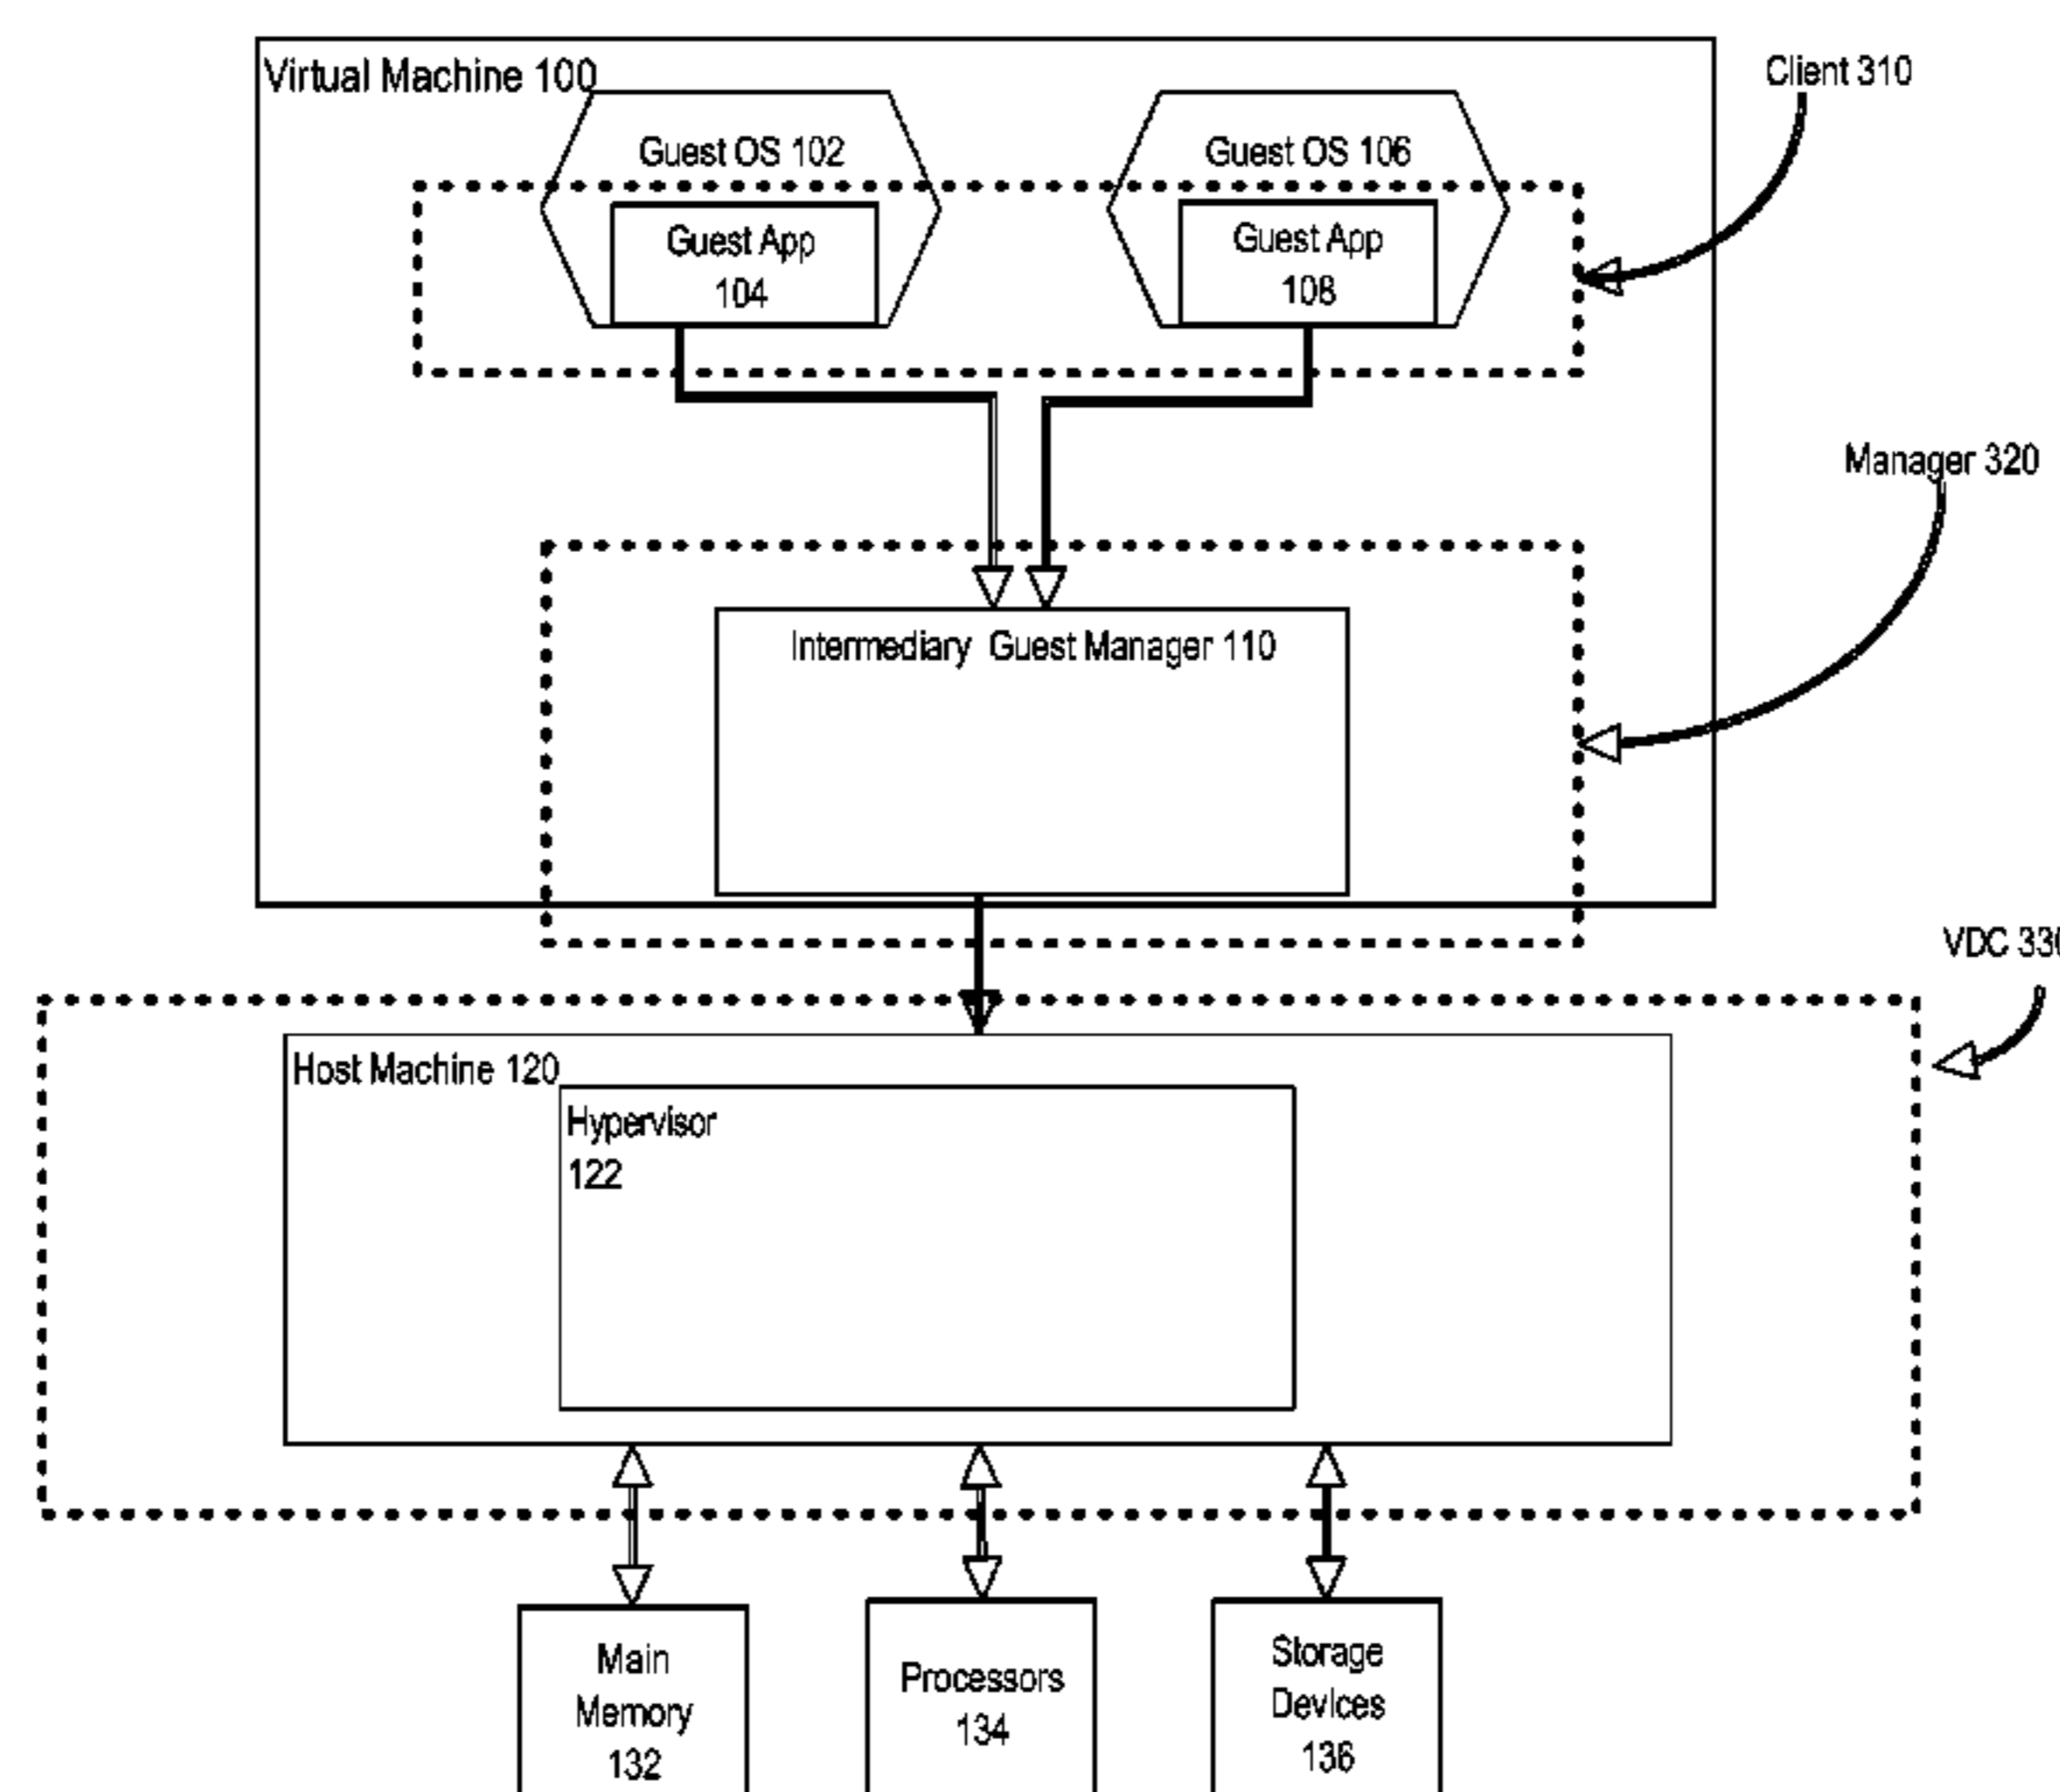 Virtual Machine 100
Client 310
Guest OS 102
Guest OS 106
Guest App
104
Guest App
108
Manager 320
Intermediary Guest Manager 110
VDC 330
Host Machine 120
Hypervisor
122
Main
Memory
132
Processors
134
Storage
Devices
136